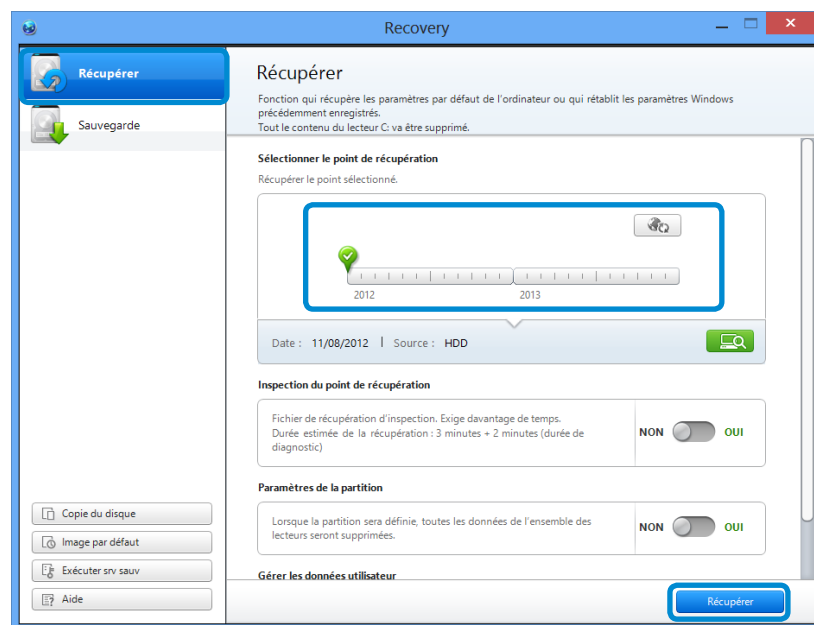 Recovery
Récupérer
Sauvegarde
Copie du disque
Image par défaut
Exécuter srv sauv
Aide
Récupérer
Fonction qui récupère les paramètres par défaut de l'ordinateur ou qui rétablit les paramètres Windows
précédemment enregistrés.
Tout le contenu du lecteur C: va être supprimé.
Sélectionner le point de récupération
Récupérer le point sélectionné.
2012 2013
Date : 11/08/2012 | Source : HDD
Inspection du point de récupération
Fichier de récupération d'inspection. Exige davantage de temps.
Durée estimée de la récupération : 3 minutes + 2 minutes (durée de
diagnostic)
NON OUI
Paramètres de la partition
Lorsque la partition sera définie, toutes les données de l'ensemble des
lecteurs seront supprimées.
NON OUI
Gérer les données utilisateur
Récupérer